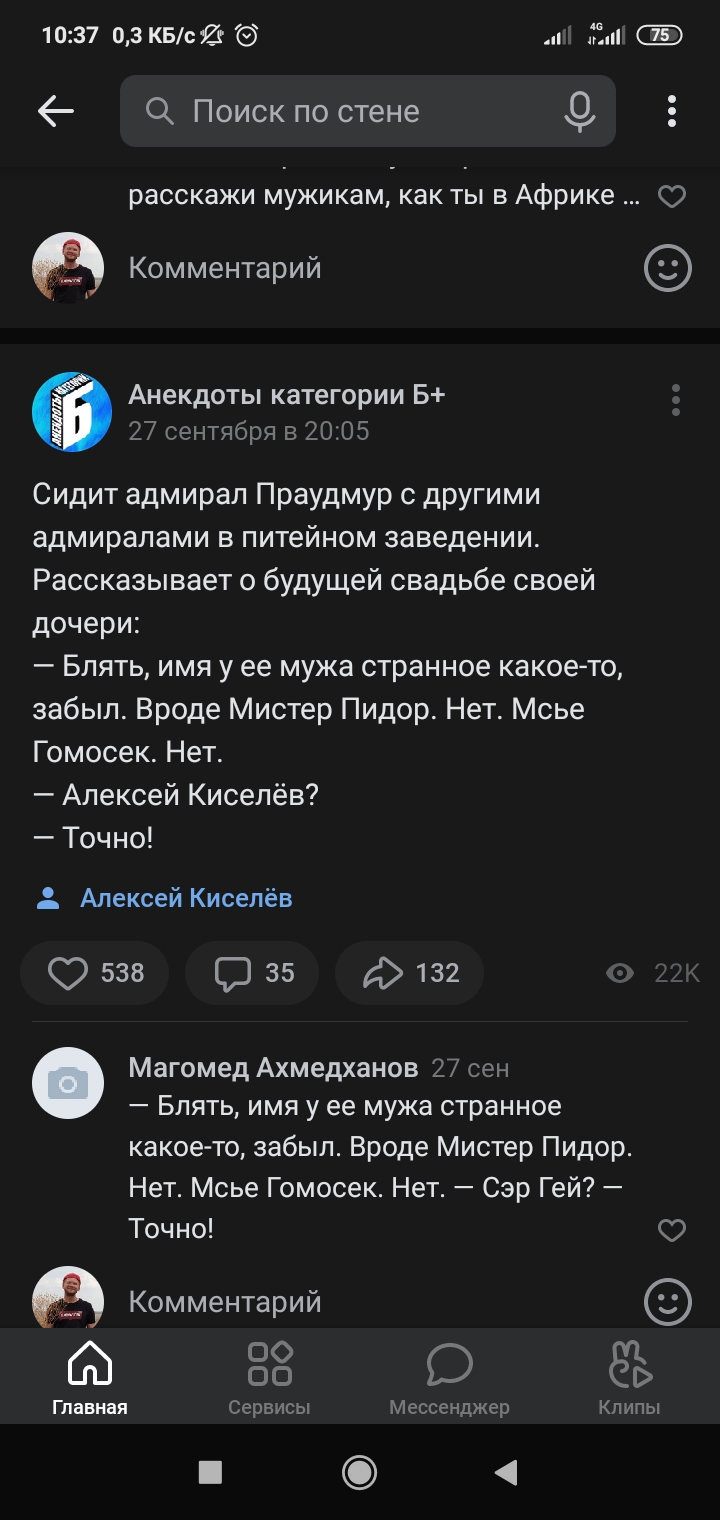 10:37 0,3 КБ/с 4G 75
Поиск по стене
расскажи мужикам, как ты в Африке ...
Комментарий
Анекдоты категории Б+
27 сентября в 20:05
Сидит адмирал Праудмур с другими
адмиралами в питейном заведении.
Рассказывает о будущей свадьбе своей
дочери:
— Блять, имя у ее мужа странное какое-то,
забыл. Вроде Мистер Пидор. Нет. Мсье
Гомосек. Нет.
— Алексей Киселёв?
— Точно!
Алексей Киселёв
538 35 132 22K
Магомед Ахмедханов 27 сен
— Блять, имя у ее мужа странное
какое-то, забыл. Вроде Мистер Пидор.
Нет. Мсье Гомосек. Нет. — Сэр Гей? —
Точно!
Комментарий
Главная Сервисы Мессенджер Клипы